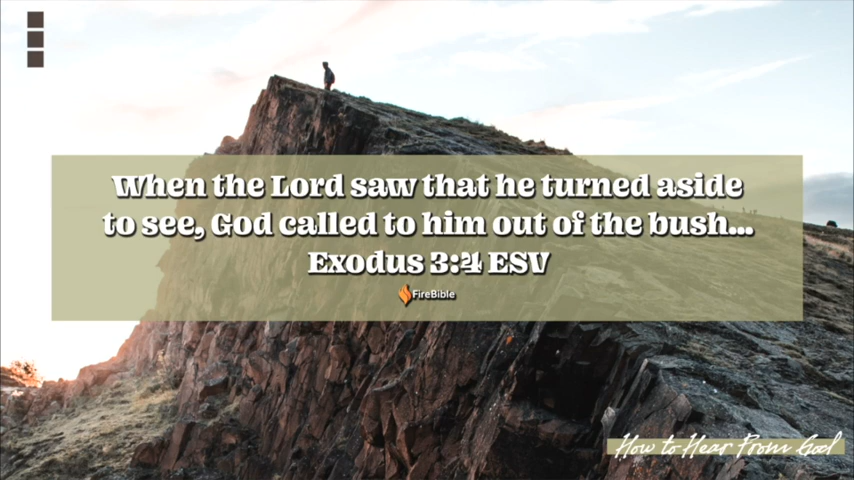 When the Lord saw that he turned aside
to see, God called to him out of the bush...
Exodus 3:4 ESV
FireBible
How to Hear From God